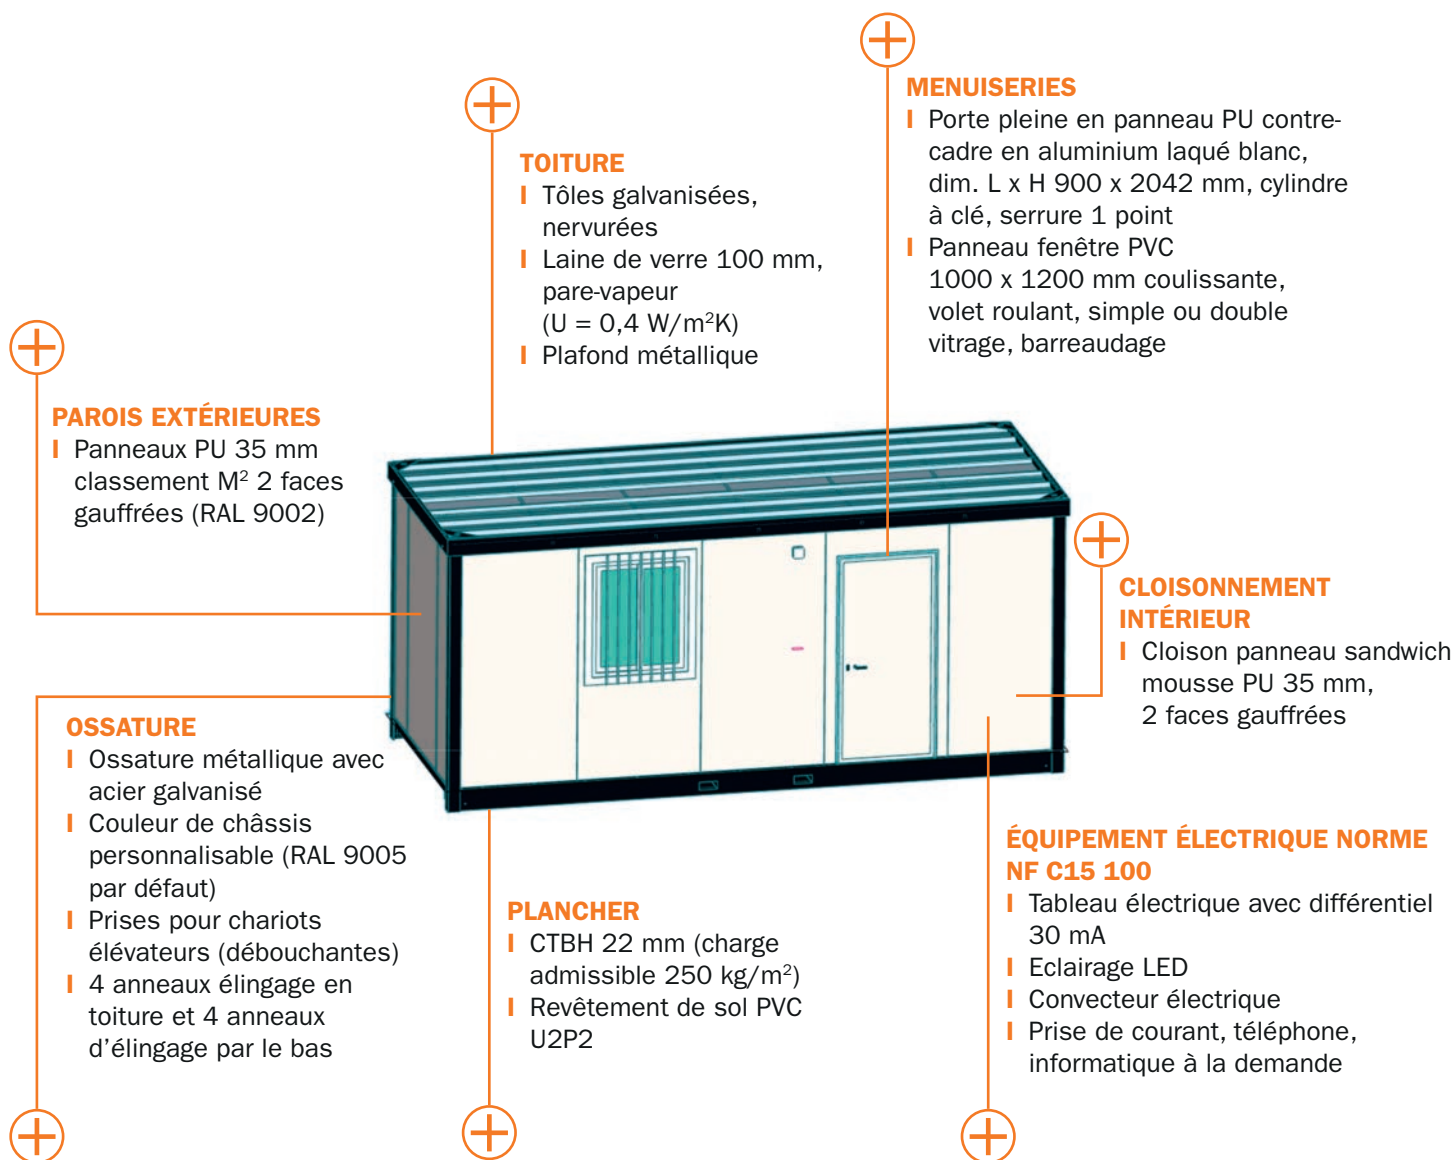 MENUISERIES
I Porte pleine en panneau PU contre-
cadre en aluminium laqué blanc,
dim. L x H 900 x 2042 mm, cylindre
à clé, serrure 1 point
I Panneau fenêtre PVC
1000 x 1200 mm coulissante,
volet roulant, simple ou double
vitrage, barreaudage
TOITURE
I Tôles galvanisées,
nervurées
I Laine de verre 100 mm,
pare-vapeur
(U = 0,4 W/m²K)
I Plafond métallique
PAROIS EXTÉRIEURES
I Panneaux PU 35 mm
classement M² 2 faces
gauffrées (RAL 9002)
CLOISONNEMENT
INTÉRIEUR
I Cloison panneau sandwich
mousse PU 35 mm,
2 faces gauffrées
OSSATURE
I Ossature métallique avec
acier galvanisé
I Couleur de châssis
personnalisable (RAL 9005
par défaut)
I Prises pour chariots
élévateurs (débouchantes)
I 4 anneaux élingage en
toiture et 4 anneaux
d'élingage par le bas
PLANCHER
I CTBH 22 mm (charge
admissible 250 kg/m²)
I Revêtement de sol PVC
U2P2
ÉQUIPEMENT ÉLECTRIQUE NORME
NF C15 100
I Tableau électrique avec différentiel
30 mA
I Eclairage LED
I Convecteur électrique
I Prise de courant, téléphone,
informatique à la demande